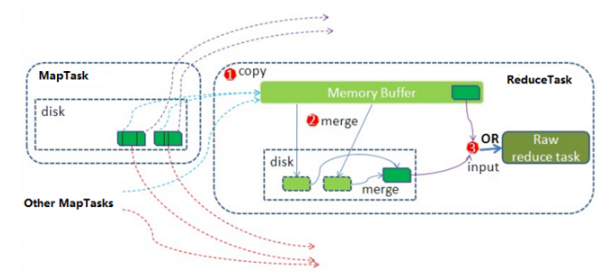 MapTask
disk
Other MapTasks
1 copy
Memory Buffer
ReduceTask
2 merge
disk
merge
3
OR
input
Raw
reduce task